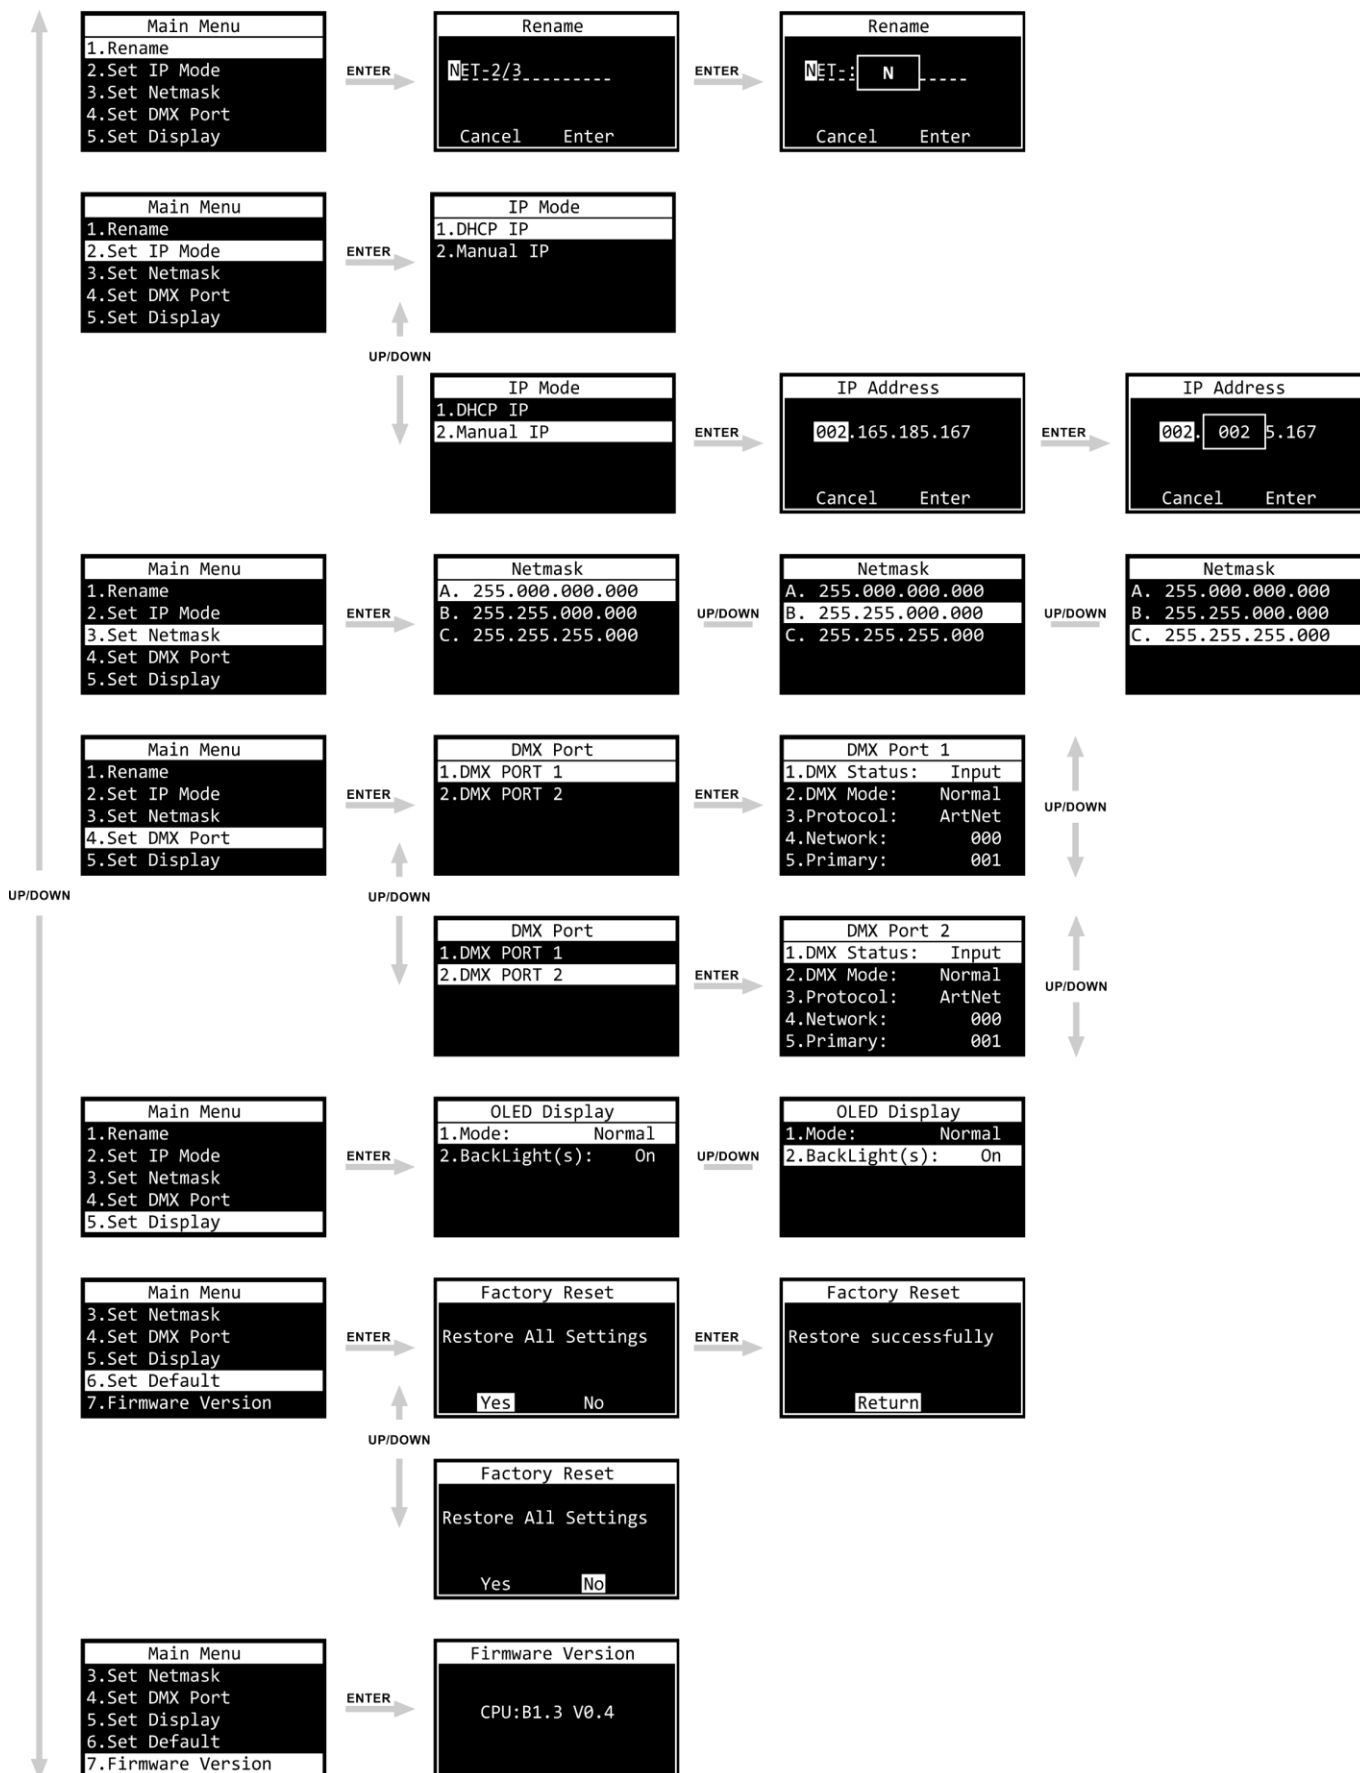 Main Menu
1.Rename
2.Set IP Mode
3.Set Netmask
4.Set DMX Port
5.Set Display
ENTER
Rename
NET-2/3
Cancel Enter
ENTER
Rename
NET-: N
Cancel Enter
Main Menu
1.Rename
2.Set IP Mode
3.Set Netmask
4.Set DMX Port
5.Set Display
ENTER
IP Mode
1.DHCP IP
2.Manual IP
UP/DOWN
IP Mode
1.DHCP IP
2.Manual IP
ENTER
IP Address
002.165.185.167
Cancel Enter
ENTER
IP Address
002. 002 5.167
Cancel Enter
Main Menu
1.Rename
2.Set IP Mode
3.Set Netmask
4.Set DMX Port
5.Set Display
ENTER
Netmask
A. 255.000.000.000
B. 255.255.000.000
C. 255.255.255.000
UP/DOWN
Netmask
A. 255.000.000.000
B. 255.255.000.000
C. 255.255.255.000
UP/DOWN
Netmask
A. 255.000.000.000
B. 255.255.000.000
C. 255.255.255.000
Main Menu
1.Rename
2.Set IP Mode
3.Set Netmask
4.Set DMX Port
5.Set Display
ENTER
DMX Port
1.DMX PORT 1
2.DMX PORT 2
ENTER
DMX Port 1
1.DMX Status: Input
2.DMX Mode: Normal
3.Protocol: ArtNet
4.Network: 000
5.Primary: 001
UP/DOWN
UP/DOWN
UP/DOWN
DMX Port
1.DMX PORT 1
2.DMX PORT 2
ENTER
DMX Port 2
1.DMX Status: Input
2.DMX Mode: Normal
3.Protocol: ArtNet
4.Network: 000
5.Primary: 001
UP/DOWN
Main Menu
1.Rename
2.Set IP Mode
3.Set Netmask
4.Set DMX Port
5.Set Display
ENTER
OLED Display
1.Mode: Normal
2.BackLight(s): On
UP/DOWN
OLED Display
1.Mode: Normal
2.BackLight(s): On
Main Menu
3.Set Netmask
4.Set DMX Port
5.Set Display
6.Set Default
7.Firmware Version
ENTER
Factory Reset
Restore All Settings
Yes No
ENTER
Factory Reset
Restore successfully
Return
UP/DOWN
Factory Reset
Restore All Settings
Yes No
Main Menu
3.Set Netmask
4.Set DMX Port
5.Set Display
6.Set Default
7.Firmware Version
ENTER
Firmware Version
CPU:B1.3 V0.4